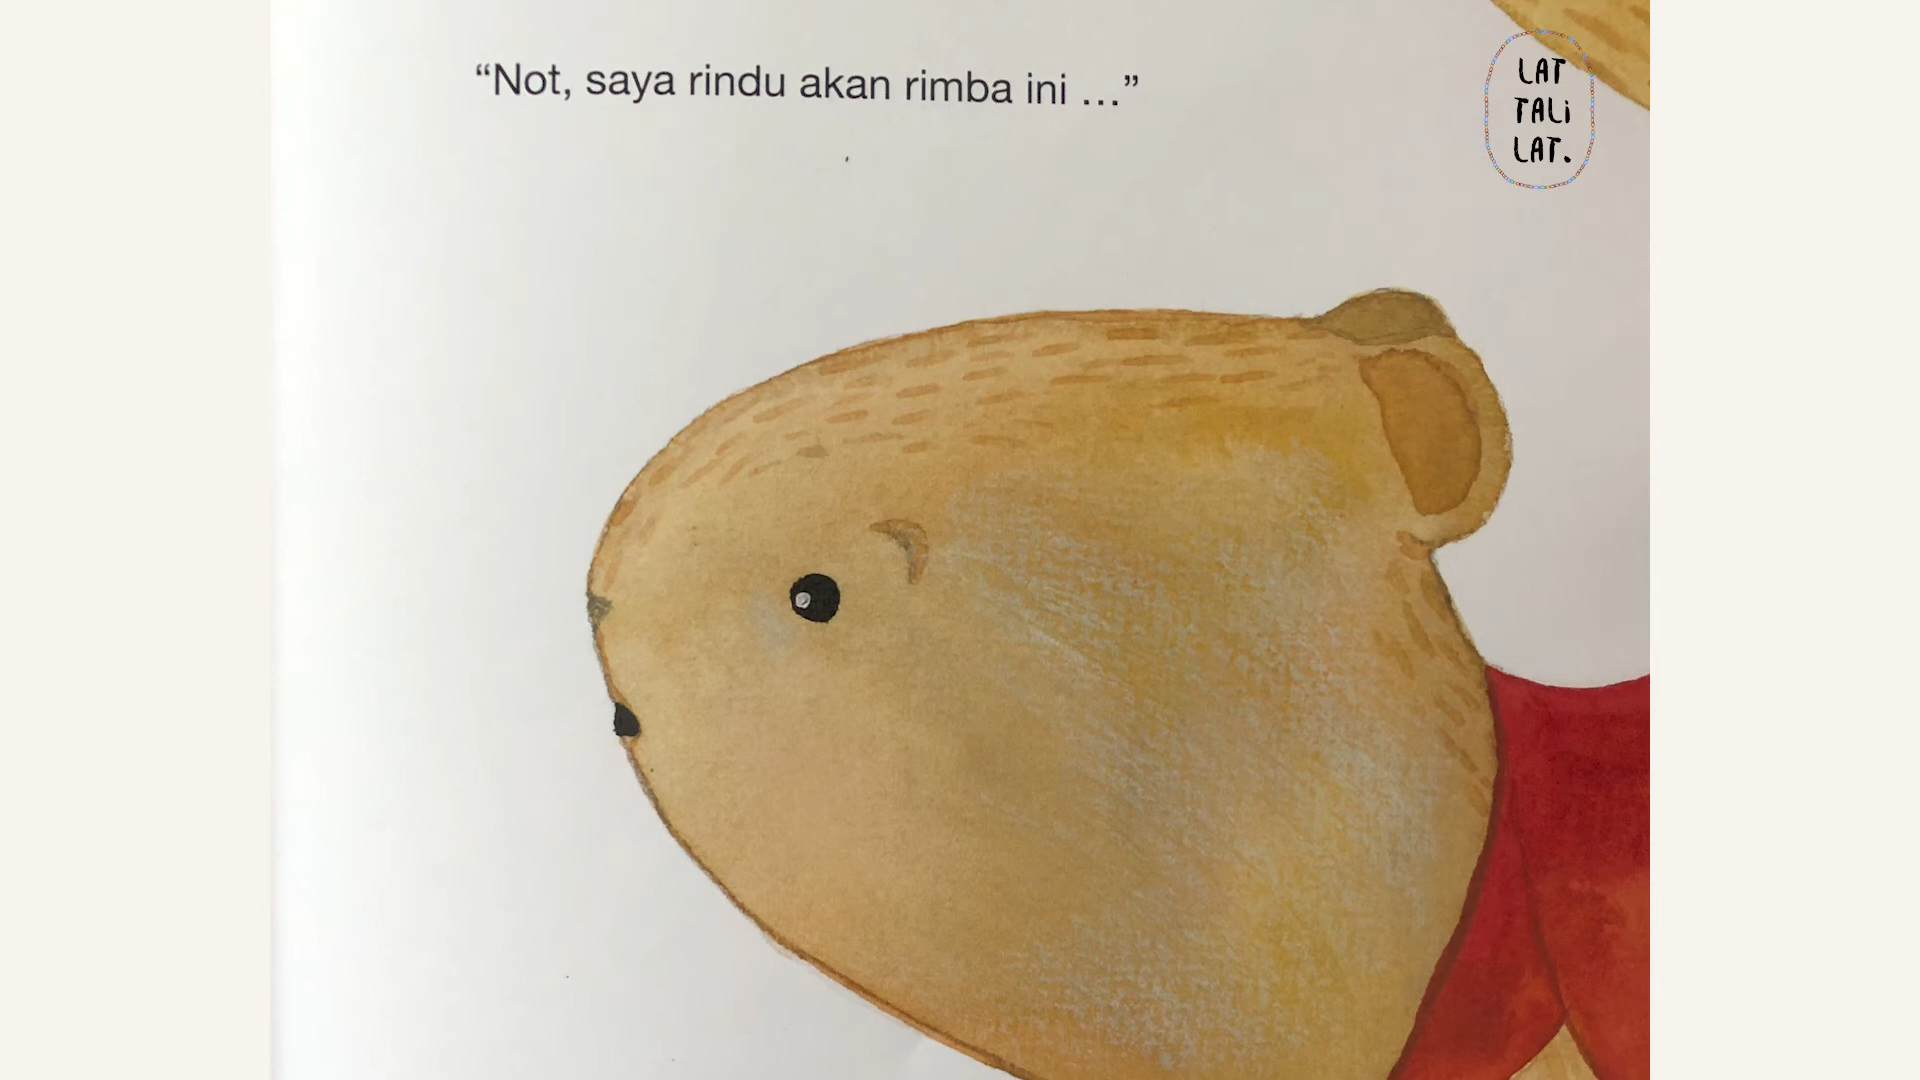 “Not, saya rindu akan rimba ini ...”
LAT
TALi
LAT.